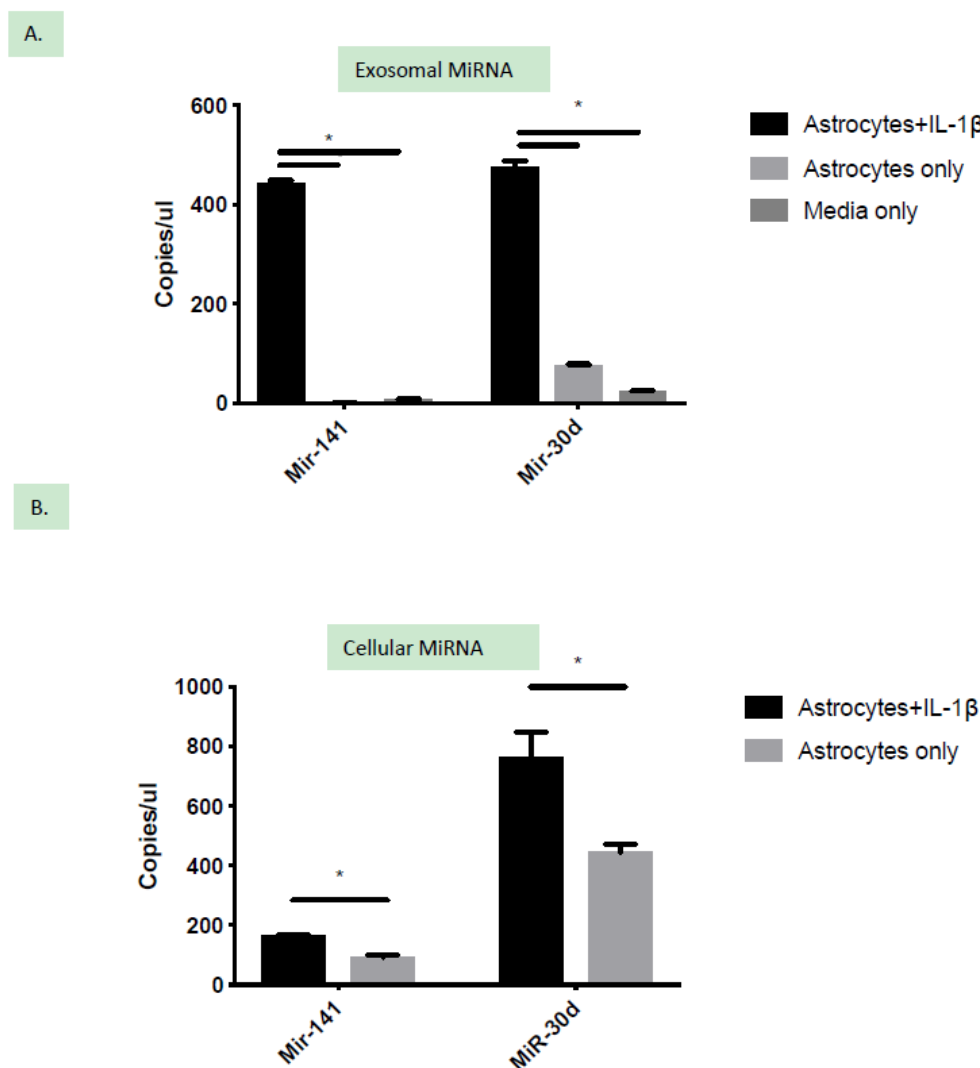 A.
Exosomal MiRNA
*
*
600
400
200
0
Copies/ul
Mir-141
Mir-30d
Astrocytes+IL-1β
Astrocytes only
Media only
B.
Cellular MiRNA
*
*
1000
800
600
400
200
0
Copies/ul
Mir-141
MiR-30d
Astrocytes+IL-1β
Astrocytes only